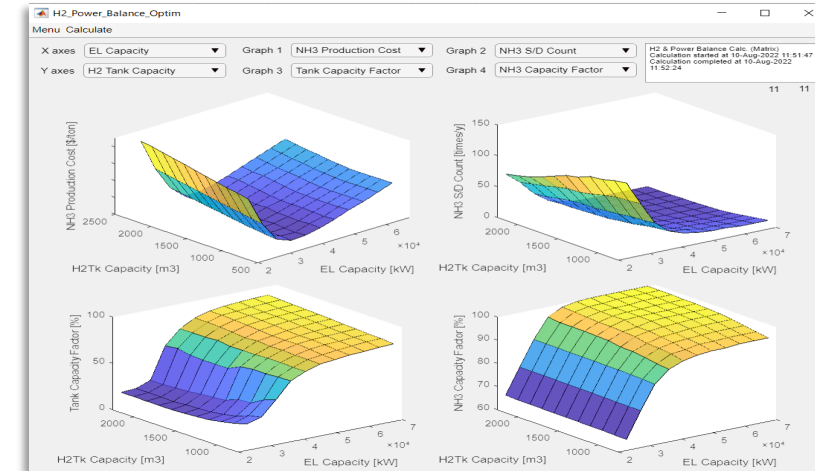 H2_Power_Balance_Optim
Menu Calculate
X axes EL Capacity Graph 1 NH3 Production Cost Graph 2 NH3 S/D Count
Y axes H2 Tank Capacity Graph 3 Tank Capacity Factor Graph 4 NH3 Capacity Factor
H2 & Power Balance Calc. (Matrix)
Calculation started at 10-Aug-2022 11:51:47
Calculation completed at 10-Aug-2022
11:52:24
11 11
NH3 Production Cost [$/ton]
2500
2000
1500
1000
500
H2Tk Capacity [m3]
2
3
4
5
6
×10⁴
EL Capacity [kW]
NH3 S/D Count [times/y]
150
100
50
0
2000
1500
1000
H2Tk Capacity [m3]
2
3
4
5
6
7
×10⁴
EL Capacity [kW]
Tank Capacity Factor [%]
100
50
0
2000
1500
1000
H2Tk Capacity [m3]
2
3
4
5
6
7
×10⁴
EL Capacity [kW]
NH3 Capacity Factor [%]
100
90
80
70
60
2000
1500
1000
H2Tk Capacity [m3]
2
3
4
5
6
7
×10⁴
EL Capacity [kW]